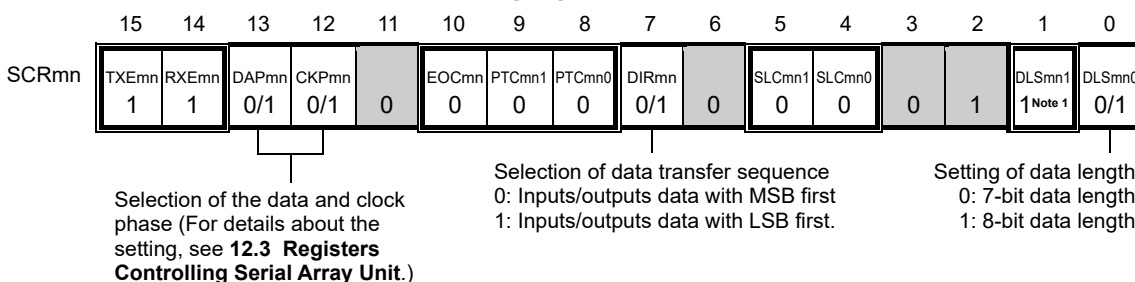 15 14 13 12 11 10 9 8 7 6 5 4 3 2 1 0
SCRmn TXEmn RXEmn DAPmn CKPmn EOCmn PTCmn1 PTCmn0 DIRmn SLCmn1 SLCmn0 DLSmn1 DLSmn0
1 1 0/1 0/1 0 0 0 0 0/1 0 0 0 0 1 1 Note 1 0/1
Selection of the data and clock
phase (For details about the
setting, see 12.3 Registers
Controlling Serial Array Unit.)
Selection of data transfer sequence
0: Inputs/outputs data with MSB first
1: Inputs/outputs data with LSB first.
Setting of data length
0: 7-bit data length
1: 8-bit data length